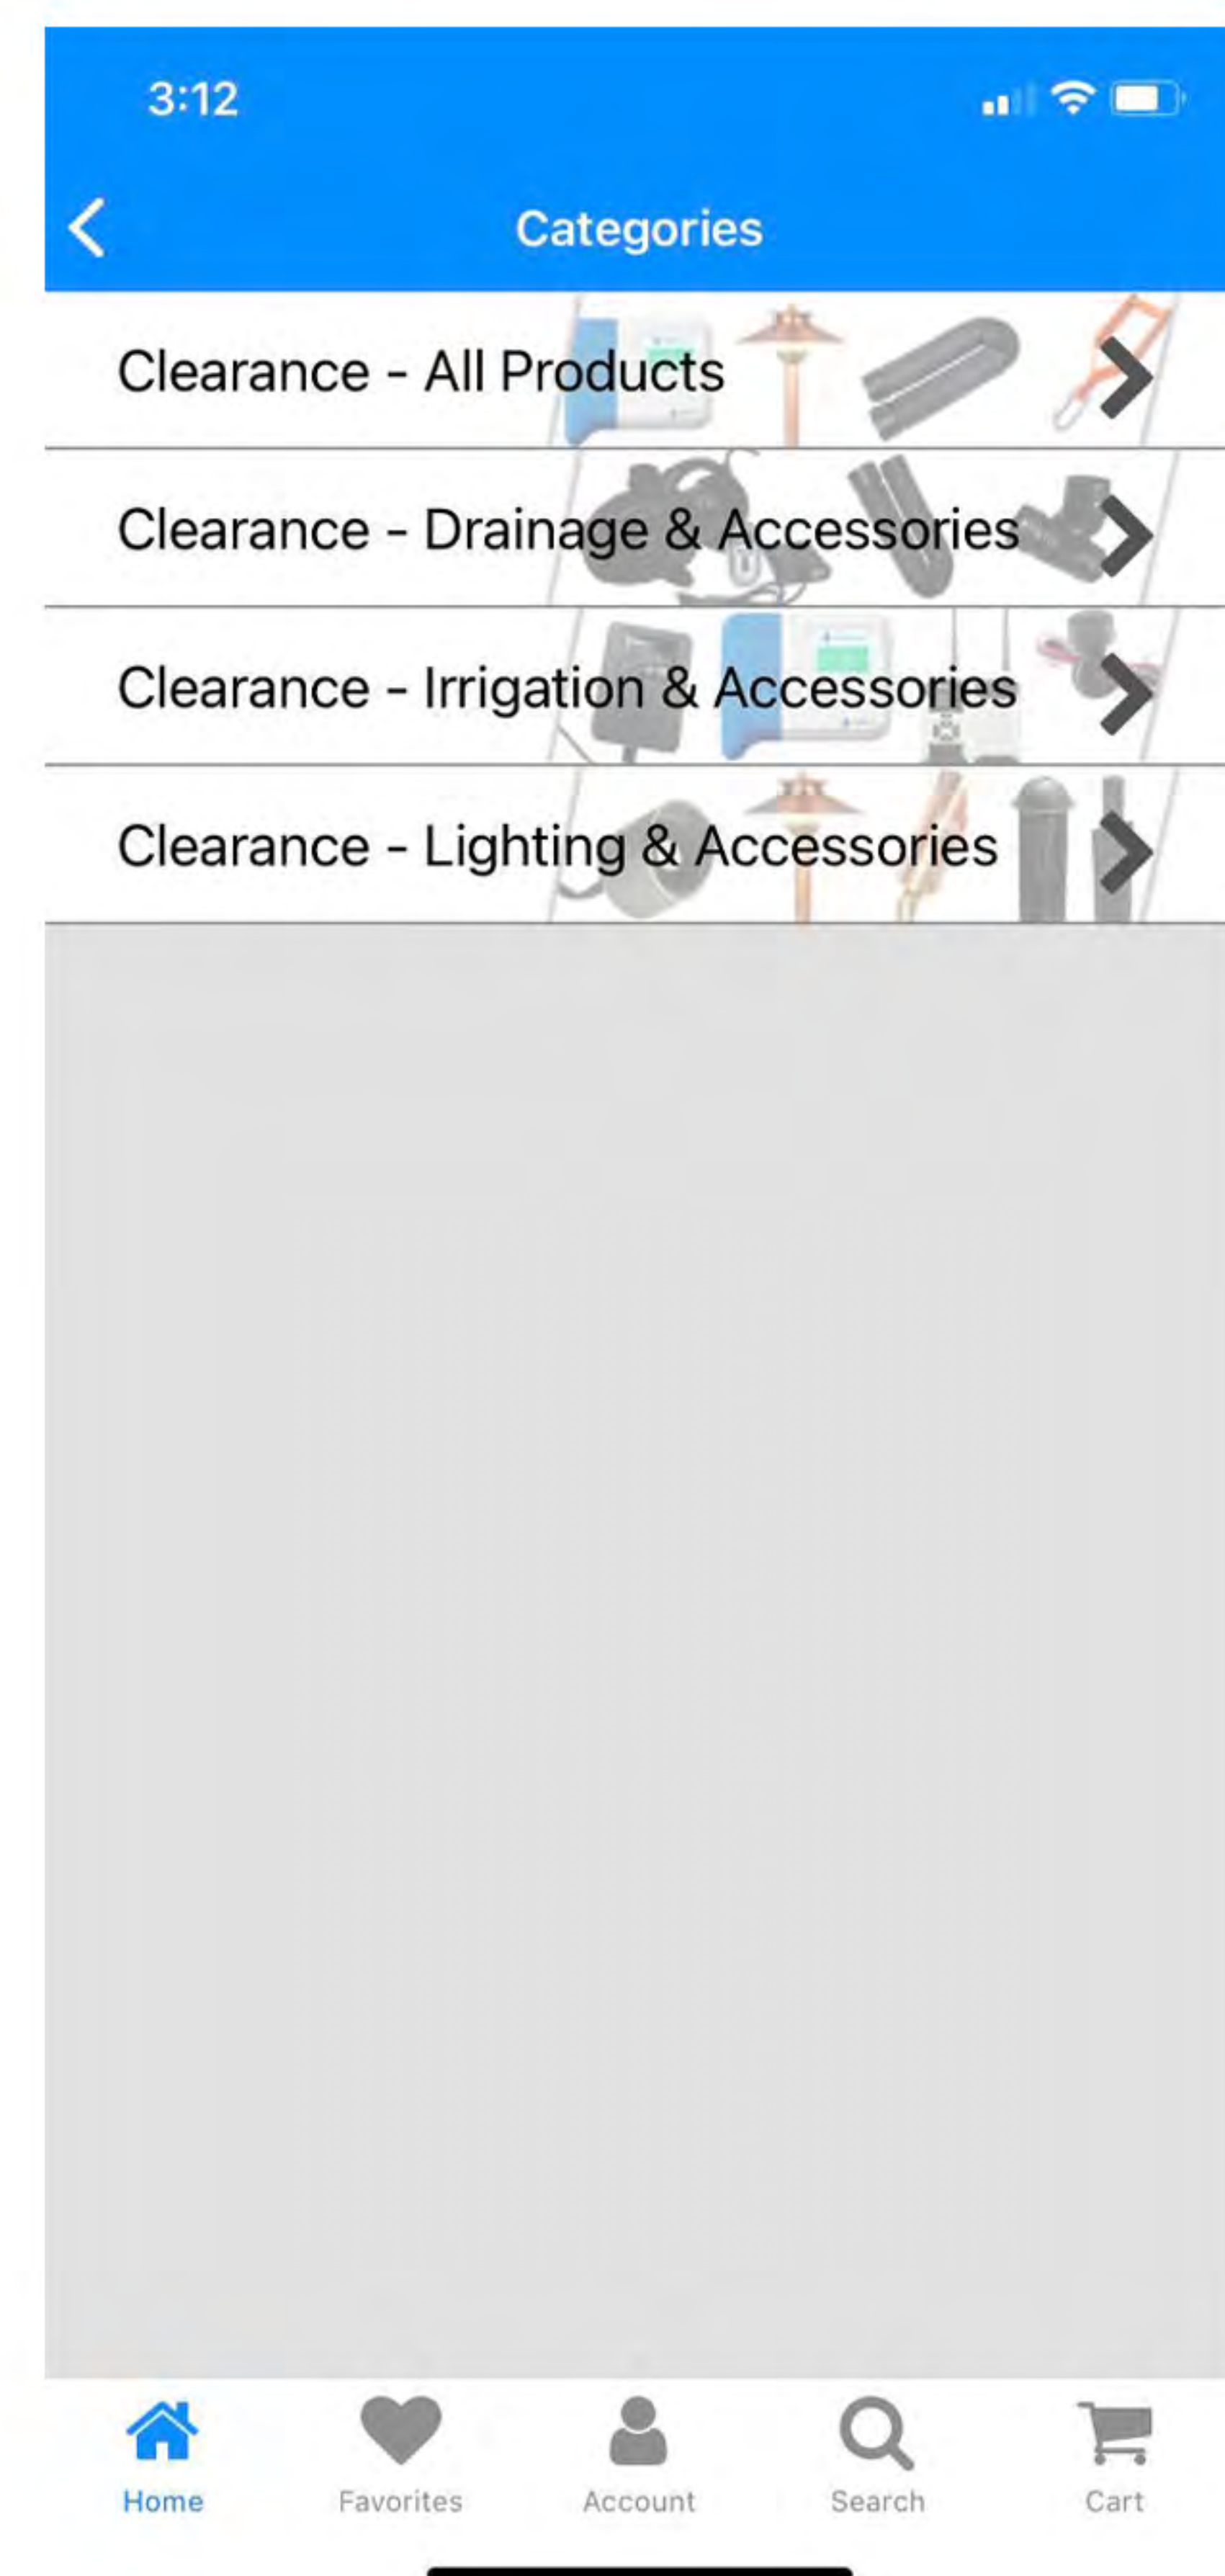 3:12
Categories
Clearance - All Products
Clearance - Drainage & Accessories
Clearance - Irrigation & Accessories
Clearance - Lighting & Accessories
Home
Favorites
Account
Search
Cart